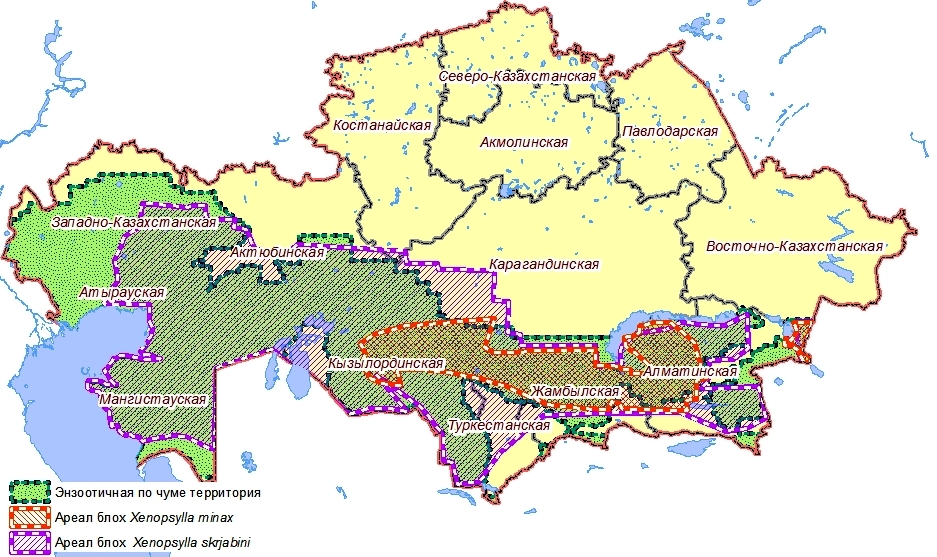 Северо-Казахстанская
Костанайская
Павлодарская
Акмолинская
Западно-Казахстанская
Актюбинская
Восточно-Казахстанская
Карагандинская
Атырауская
Кызылординская
Алматинская
Жамбылская
Мангистауская
Туркестанская
Энзоотичная по чуме территория
Ареал блох Xenopsylla minax
Ареал блох Xenopsylla skrjabini